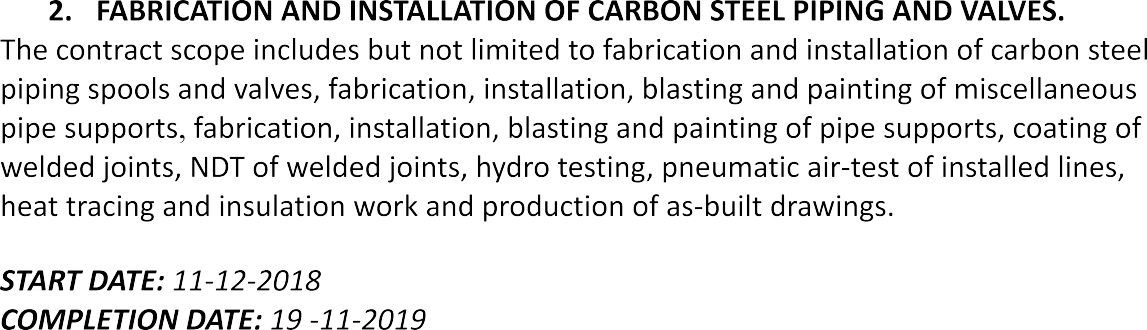 2. FABRICATION AND INSTALLATION OF CARBON STEEL PIPING AND VALVES.
The contract scope includes but not limited to fabrication and installation of carbon steel
piping spools and valves, fabrication, installation, blasting and painting of miscellaneous
pipe supports, fabrication, installation, blasting and painting of pipe supports, coating of
welded joints, NDT of welded joints, hydro testing, pneumatic air-test of installed lines,
heat tracing and insulation work and production of as-built drawings.
START DATE: 11-12-2018
COMPLETION DATE: 19 -11-2019